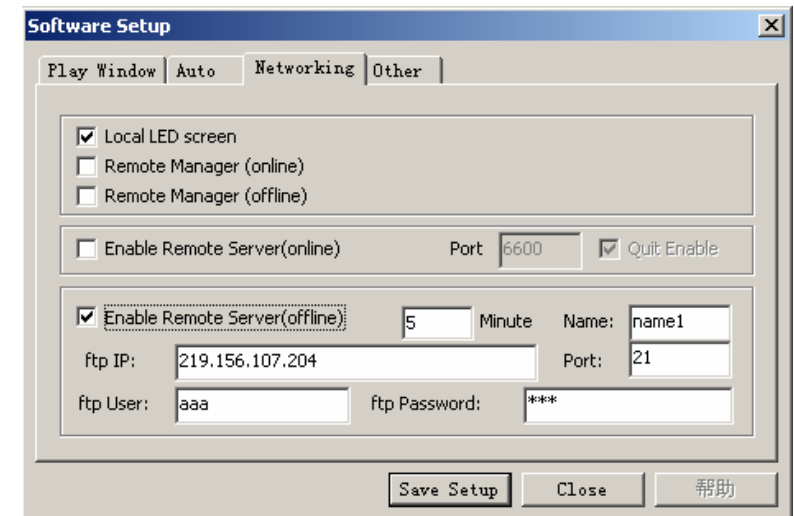 Software Setup
Play Window Auto Networking Other
Local LED screen
Remote Manager (online)
Remote Manager (offline)
Enable Remote Server(online) Port 6600 Quit Enable
Enable Remote Server(offline) 5 Minute Name: name1
ftp IP: 219.156.107.204 Port: 21
ftp User: aaa ftp Password: ***
Save Setup Close 帮助